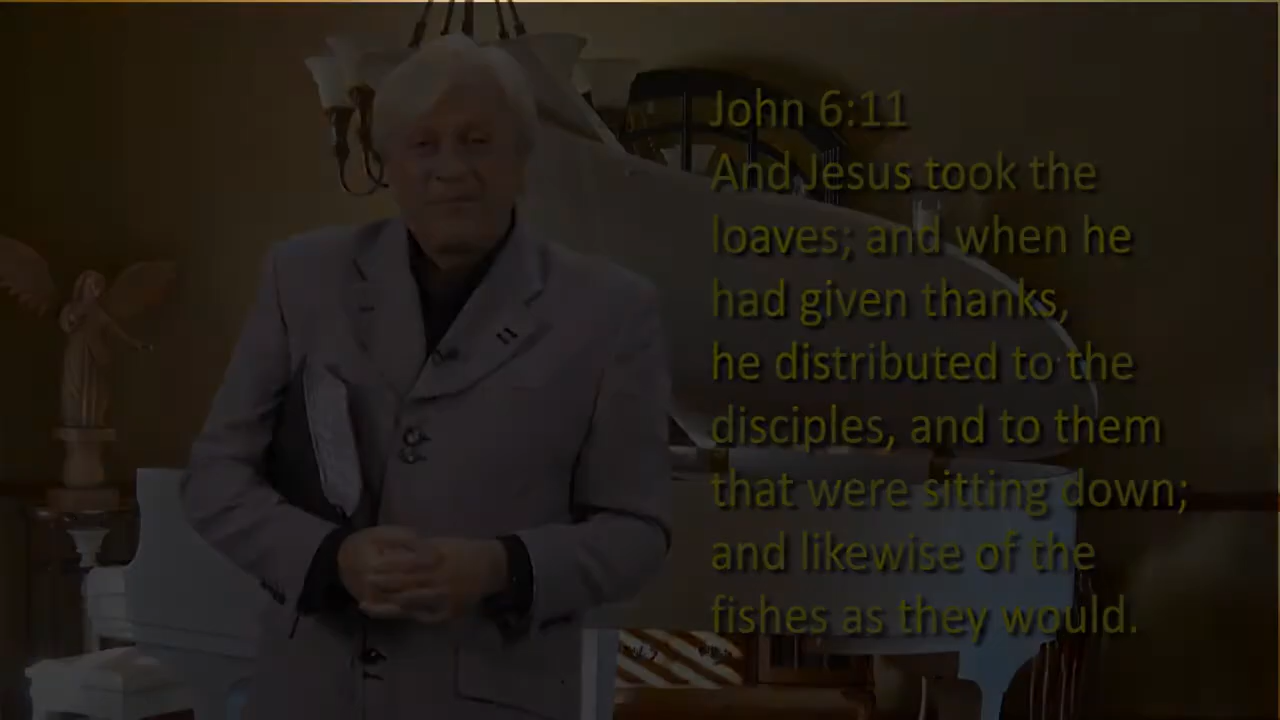 John 6:11
And Jesus took the
loaves; and when he
had given thanks,
he distributed to the
disciples, and to them
that were sitting down;
and likewise of the
fishes as they would.